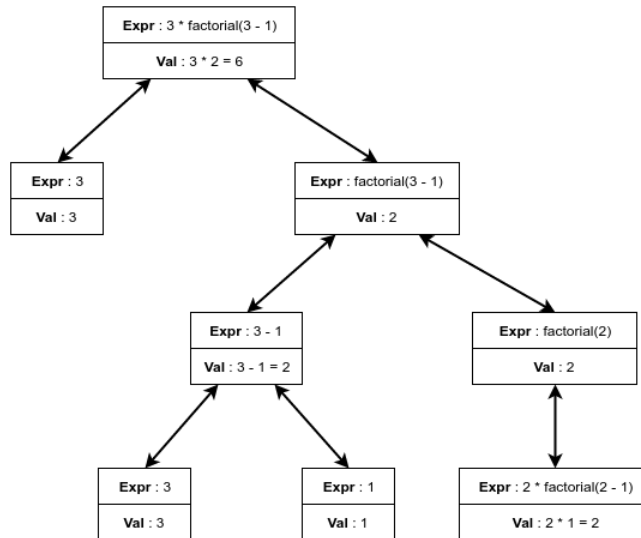 Expr : 3 * factorial(3 - 1)
Val : 3 * 2 = 6
Expr : 3
Val : 3
Expr : factorial(3 - 1)
Val : 2
Expr : 3 - 1
Val : 3 - 1 = 2
Expr : factorial(2)
Val : 2
Expr : 3
Val : 3
Expr : 1
Val : 1
Expr : 2 * factorial(2 - 1)
Val : 2 * 1 = 2